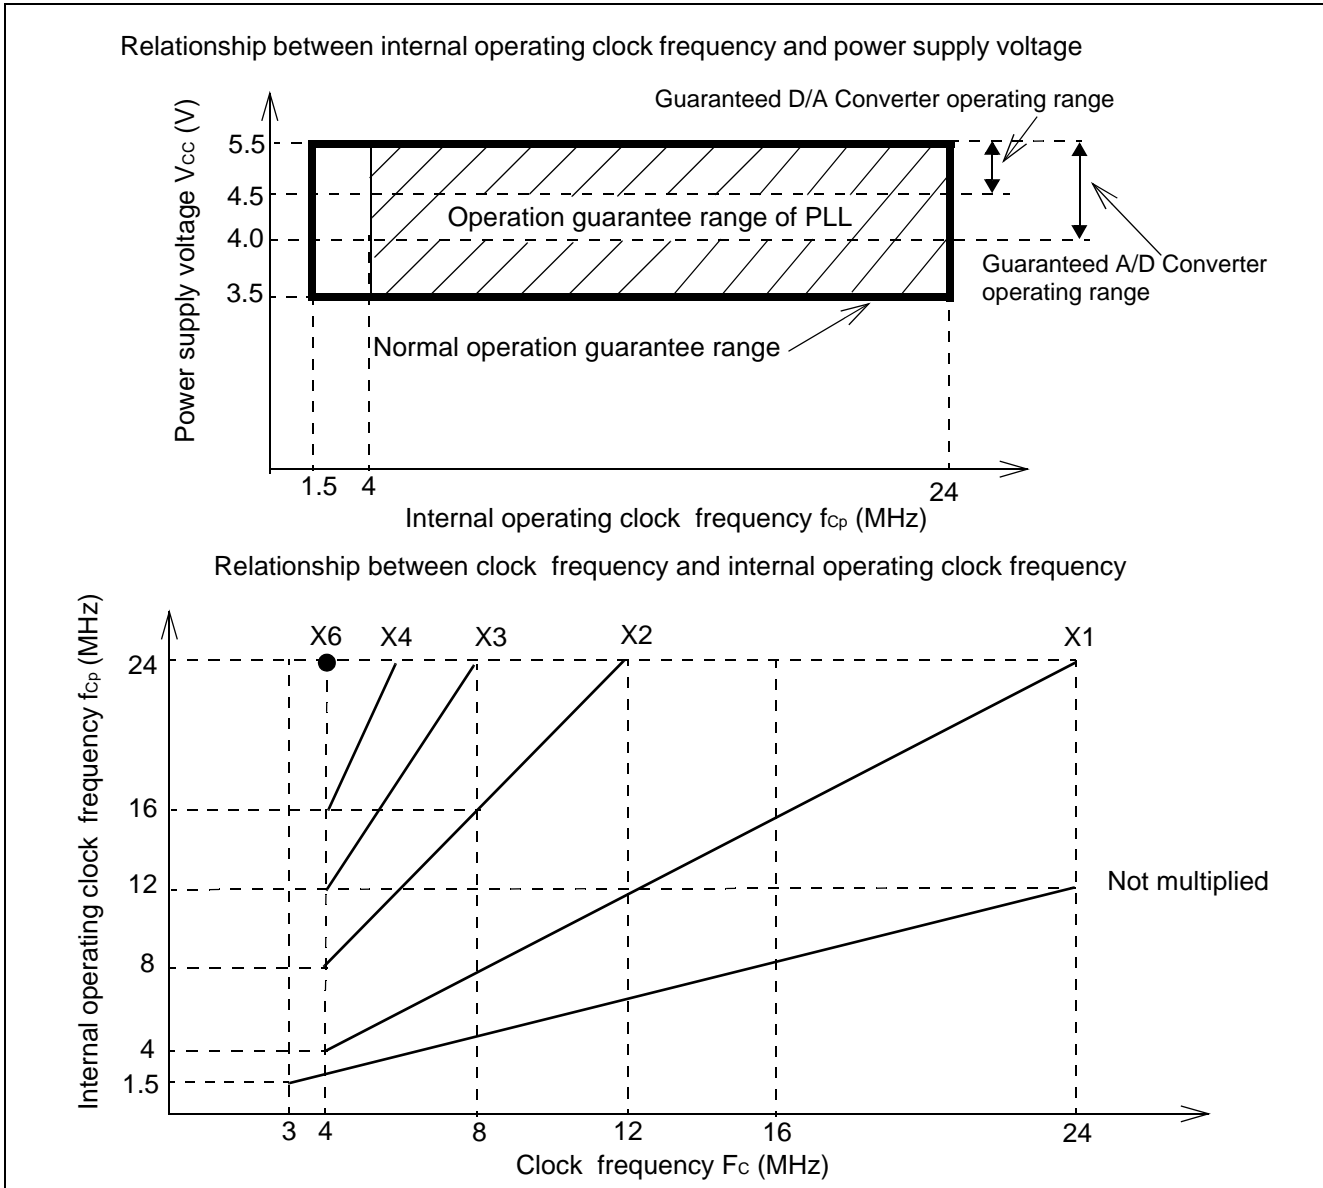 Relationship between internal operating clock frequency and power supply voltage
Guaranteed D/A Converter operating range
Power supply voltage VCC (V)
5.5
4.5
4.0
3.5
Operation guarantee range of PLL
Guaranteed A/D Converter
operating range
Normal operation guarantee range
1.5 4 24
Internal operating clock frequency fCp (MHz)
Relationship between clock frequency and internal operating clock frequency
Internal operating clock frequency fCp (MHz)
X6 X4 X3 X2 X1
24
16
12
Not multiplied
8
4
1.5
3 4 8 12 16 24
Clock frequency FC (MHz)